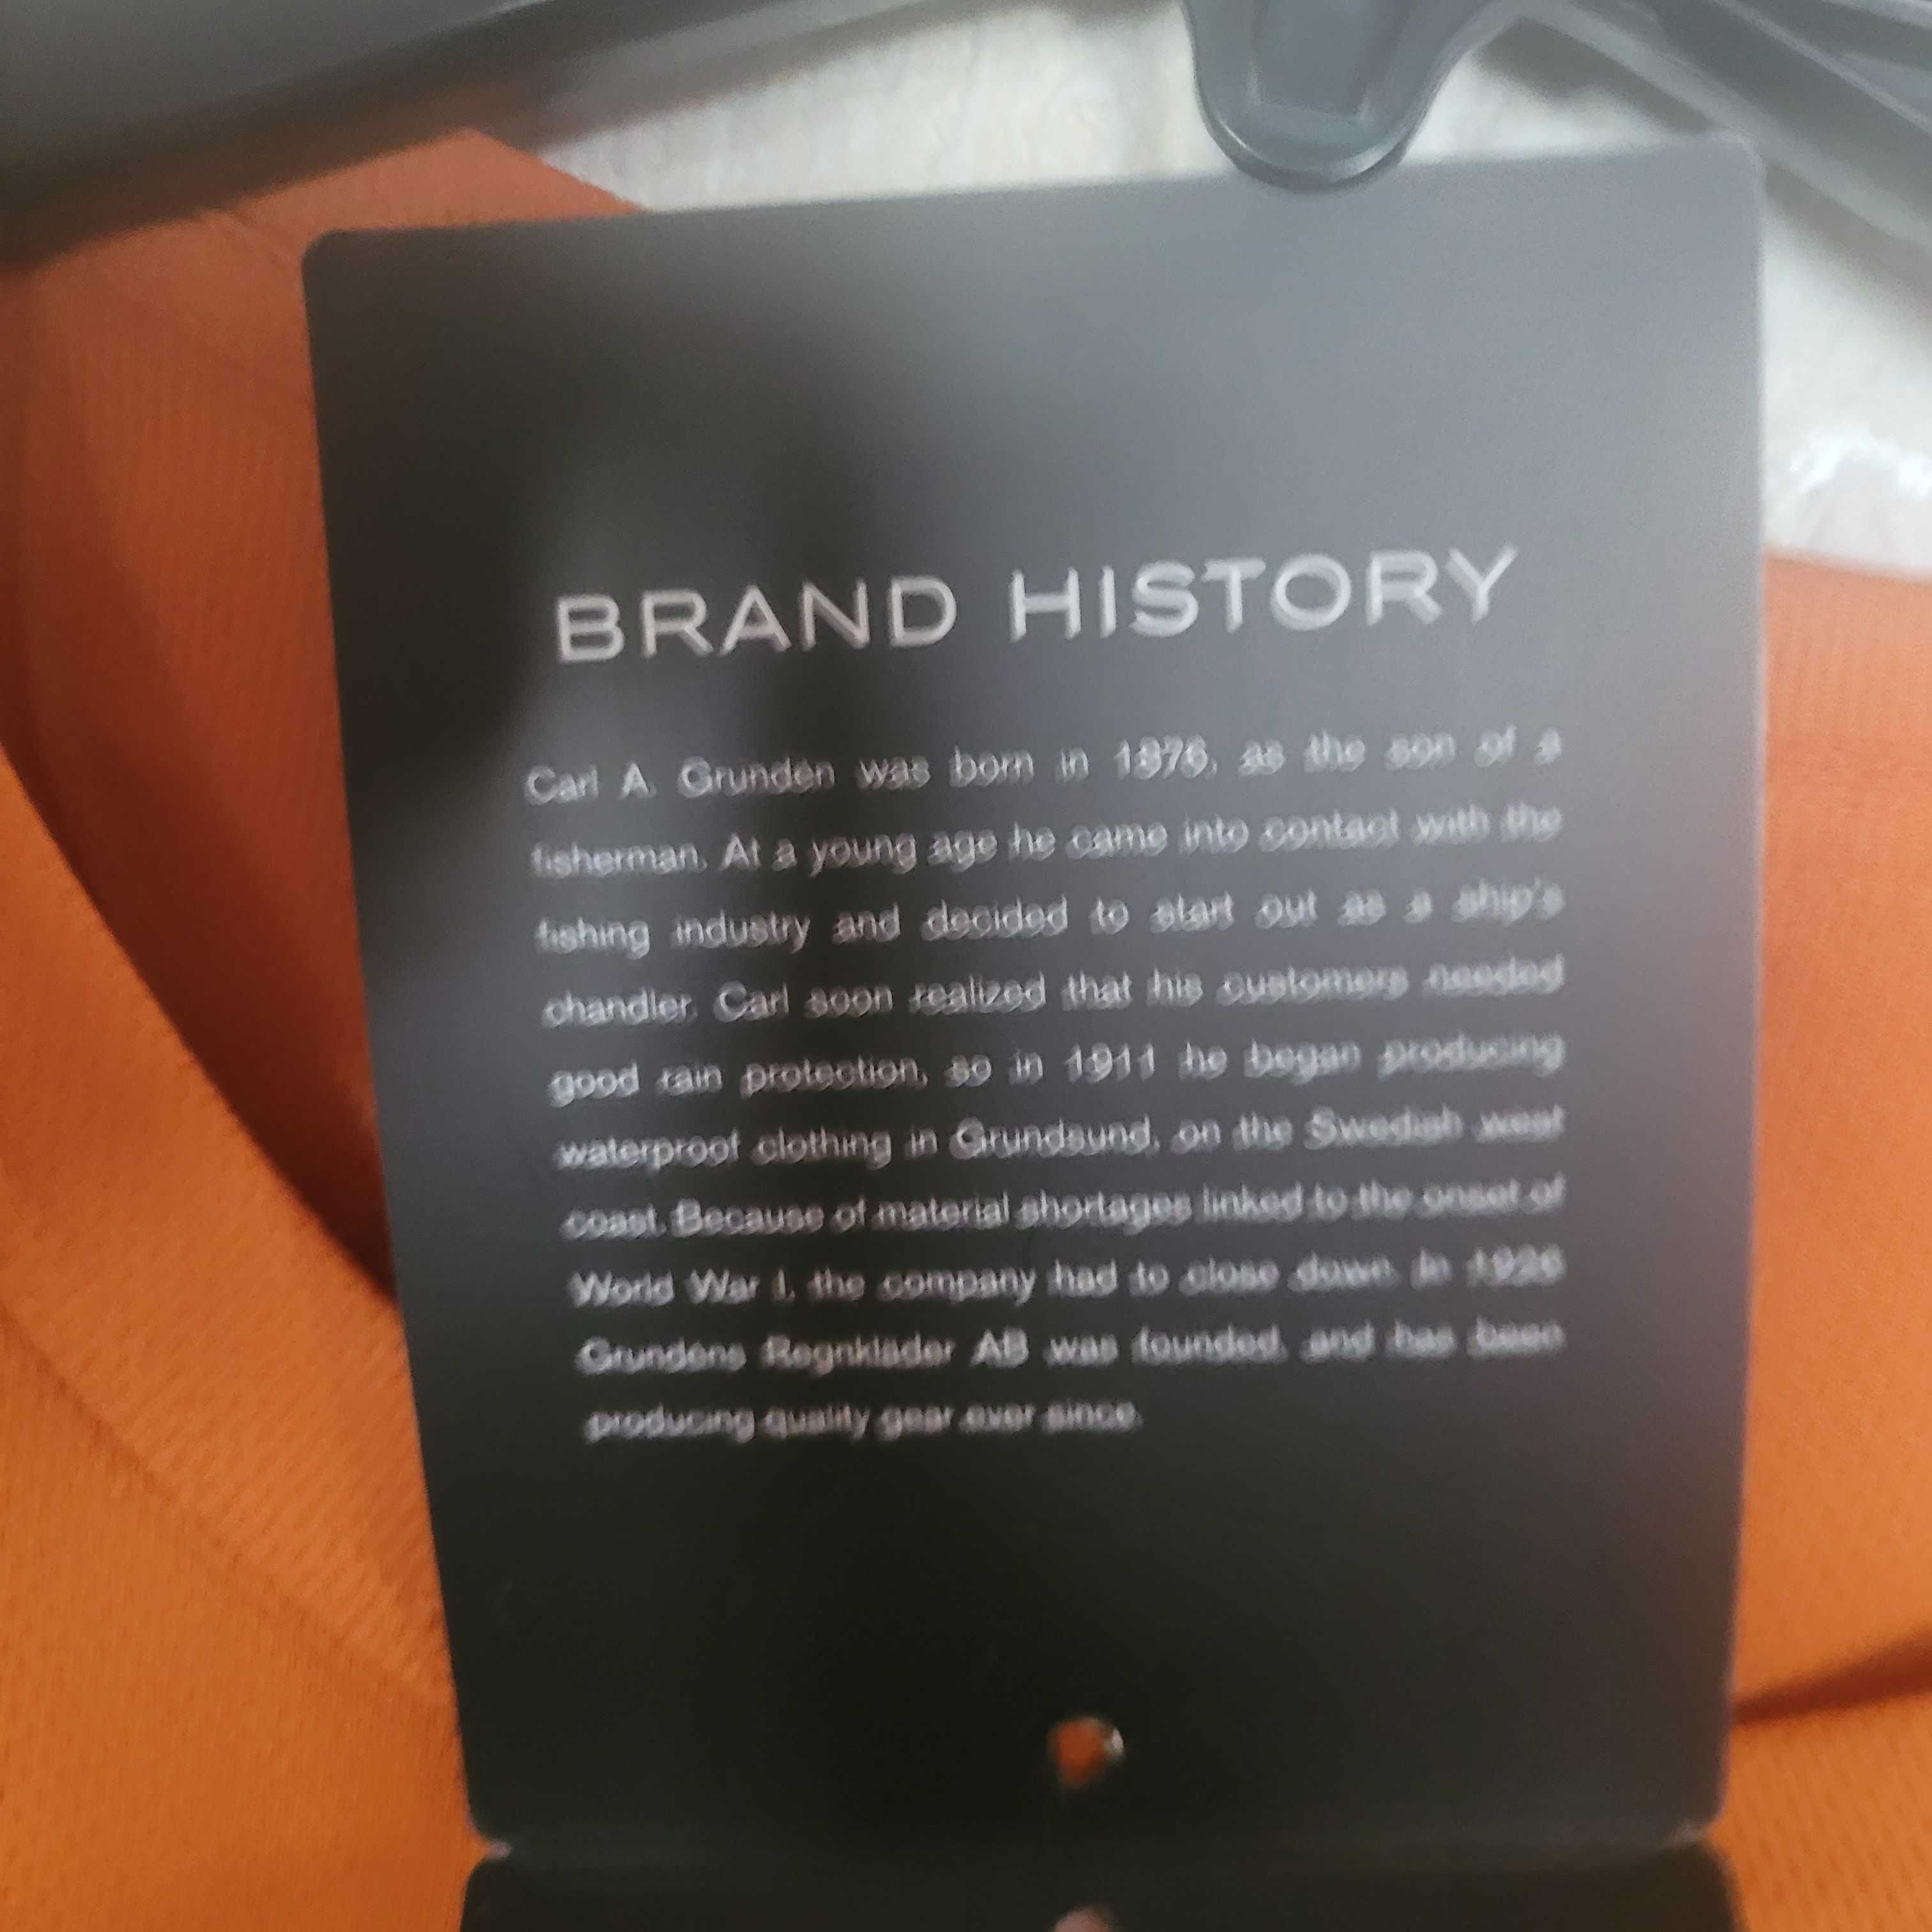 BRAND HISTORY
Carl A. Grundén was born in 1876, as the son of a
fisherman. At a young age he came into contact with the
fishing industry and decided to start out as a ship's
chandler. Carl soon realized that his customers needed
good rain protection, so in 1911 he began producing
waterproof clothing in Grundsund, on the Swedish west
coast. Because of material shortages linked to the onset of
World War I, the company had to close down. In 1926
Grundéns Regnkläder AB was founded, and has been
producing quality gear ever since.